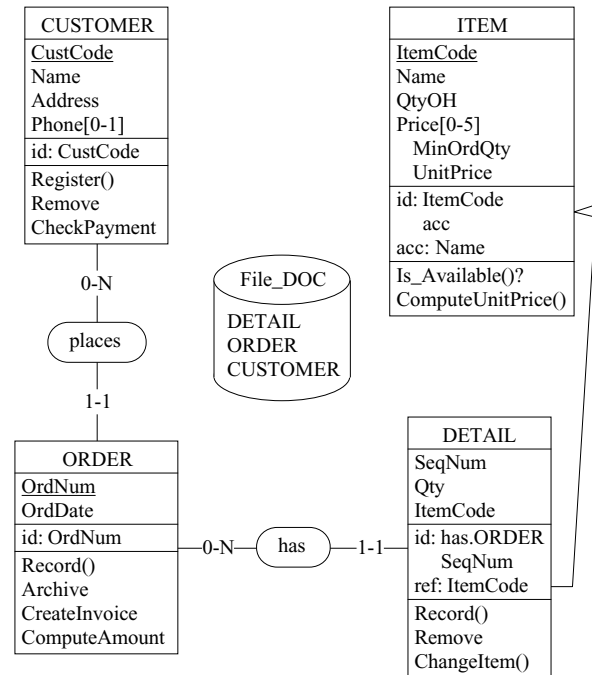 CUSTOMER
CustCode
Name
Address
Phone[0-1]
id: CustCode
Register()
Remove
CheckPayment
0-N
places
1-1
ITEM
ItemCode
Name
QtyOH
Price[0-5]
MinOrdQty
UnitPrice
id: ItemCode
acc
acc: Name
Is_Available()?
ComputeUnitPrice()
File_DOC
DETAIL
ORDER
CUSTOMER
ORDER
OrdNum
OrdDate
id: OrdNum
Record()
Archive
CreateInvoice
ComputeAmount
0-N
has
1-1
DETAIL
SeqNum
Qty
ItemCode
id: has.ORDER
SeqNum
ref: ItemCode
Record()
Remove
ChangeItem()